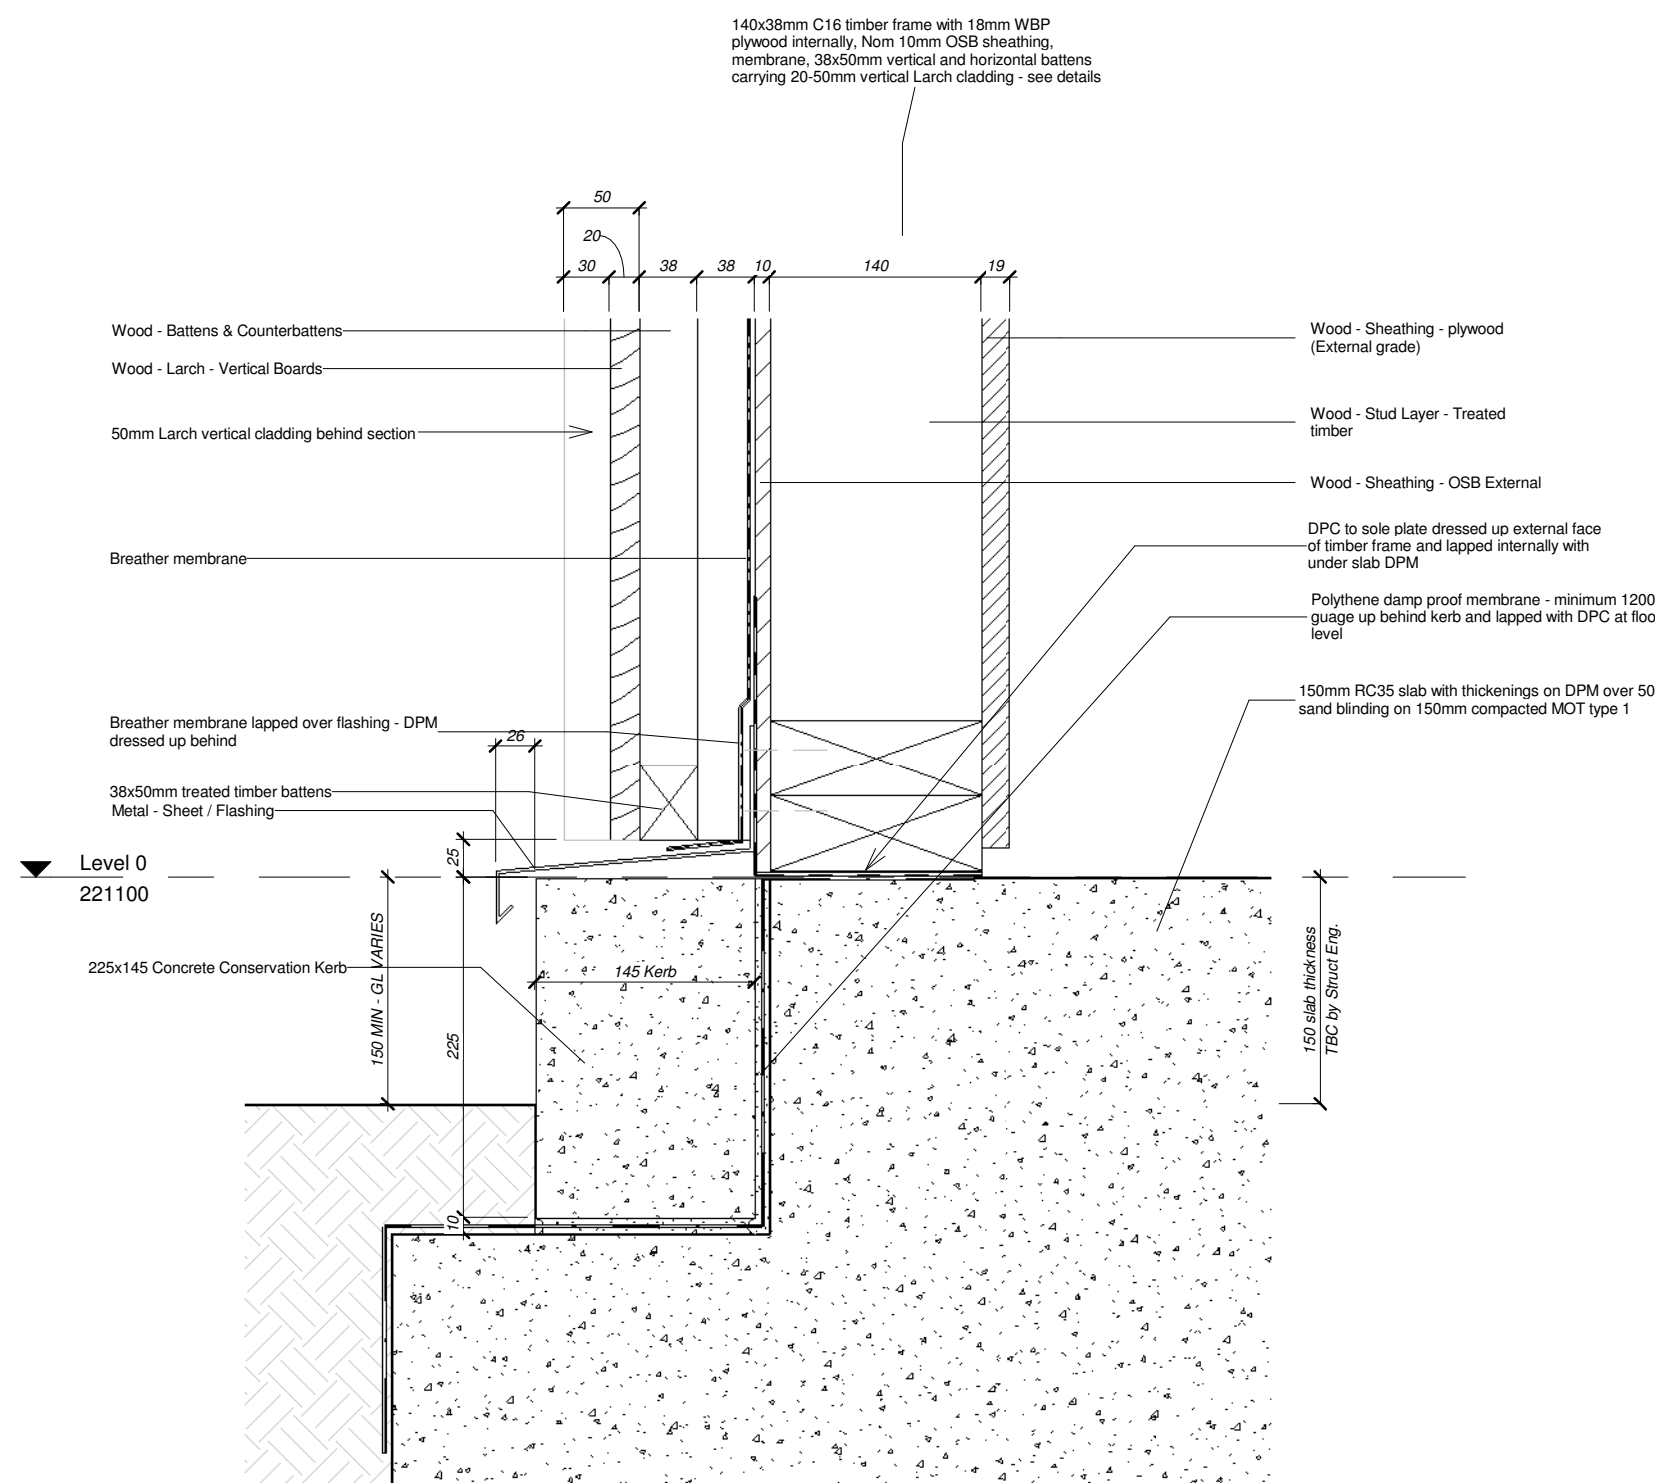 140x38mm C16 timber frame with 18mm WBP
plywood internally, Nom 10mm OSB sheathing,
membrane, 38x50mm vertical and horizontal battens
carrying 20-50mm vertical Larch cladding - see details
50
20
30
38
38
10
140
19
Wood - Battens & Counterbattens
Wood - Larch - Vertical Boards
50mm Larch vertical cladding behind section
Breather membrane
Breather membrane lapped over flashing - DPM
dressed up behind
26
38x50mm treated timber battens
Metal - Sheet / Flashing
25
Level 0
221100
150 MIN - GL VARIES
225x145 Concrete Conservation Kerb
145 Kerb
225
10
Wood - Sheathing - plywood
(External grade)
Wood - Stud Layer - Treated
timber
Wood - Sheathing - OSB External
DPC to sole plate dressed up external face
of timber frame and lapped internally with
under slab DPM
Polythene damp proof membrane - minimum 1200
guage up behind kerb and lapped with DPC at floo
level
150mm RC35 slab with thickenings on DPM over 50
sand blinding on 150mm compacted MOT type 1
150 slab thickness
TBC by Struct Eng.